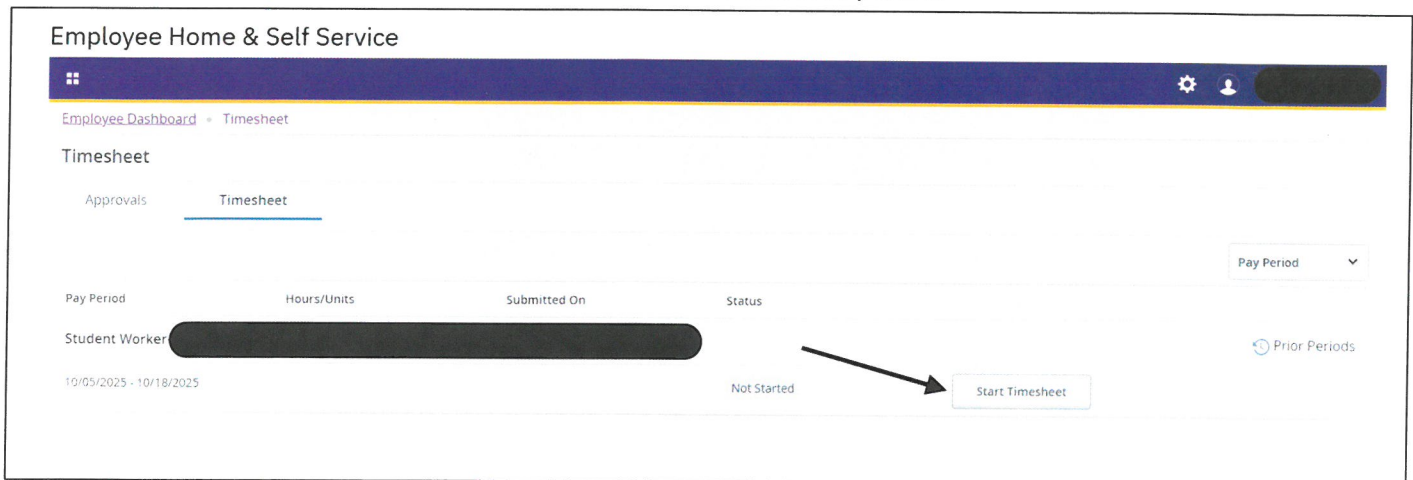 Employee Home & Self Service
Employee Dashboard • Timesheet
Timesheet
Approvals Timesheet
Pay Period
Pay Period Hours/Units Submitted On Status
Student Worker
Prior Periods
10/05/2025 - 10/18/2025 Not Started Start Timesheet